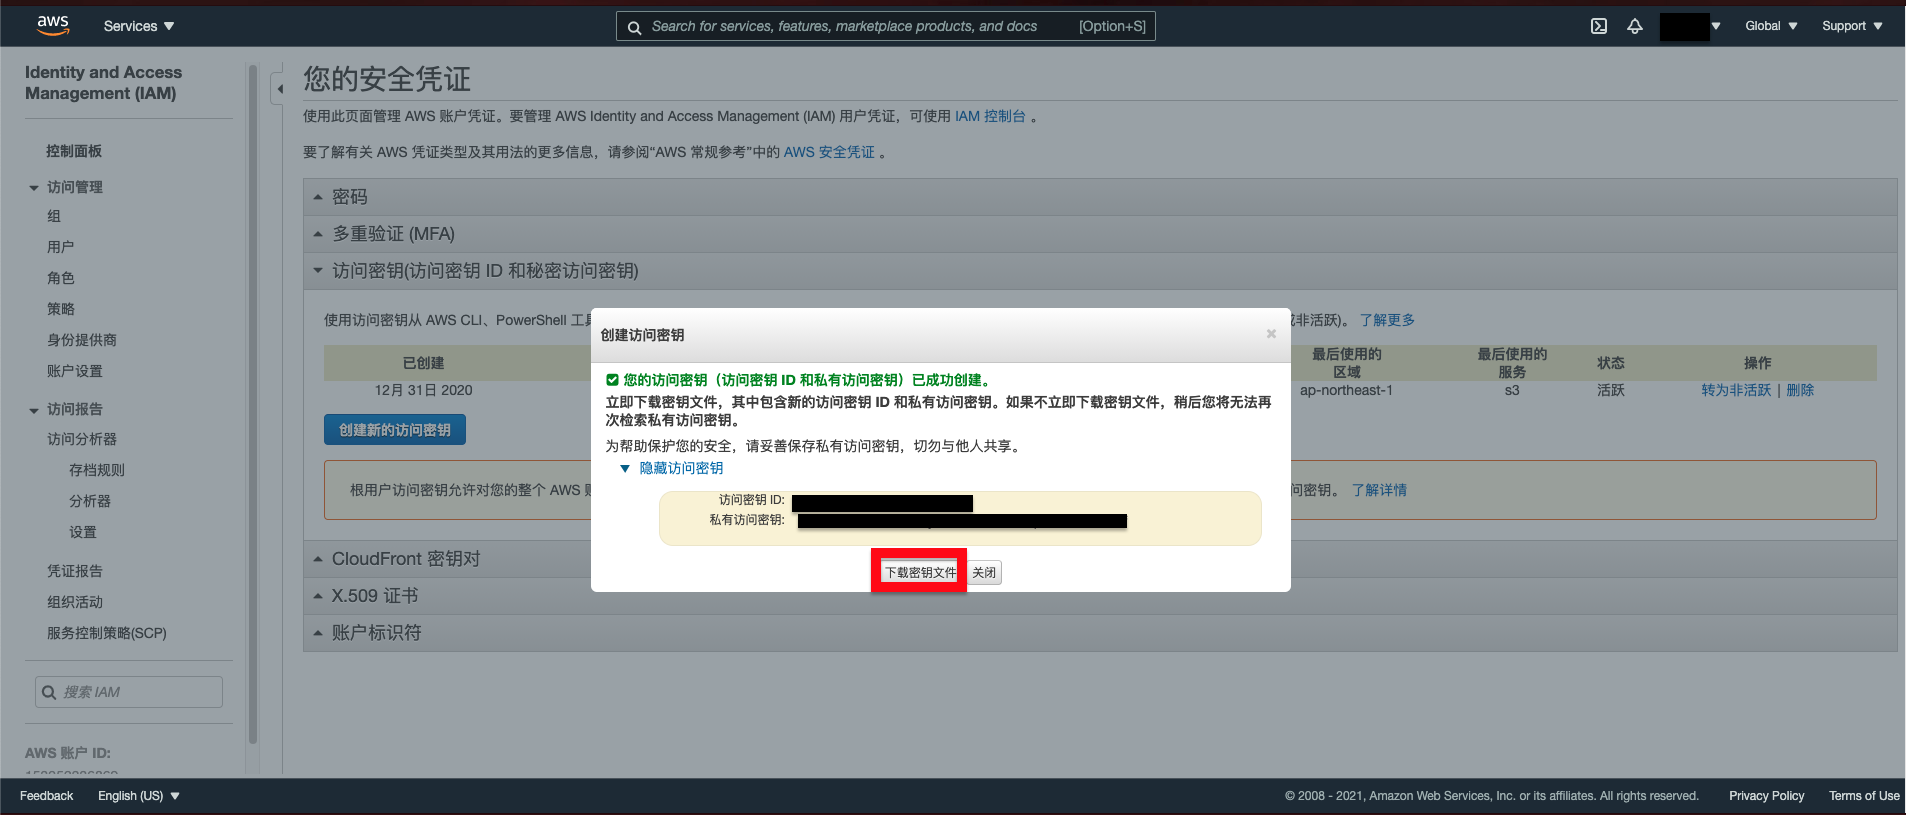 aws
Services
Search for services, features, marketplace products, and docs [Option+S]
Global
Support
Identity and Access
Management (IAM)
控制面板
访问管理
组
用户
角色
策略
身份提供商
账户设置
访问报告
访问分析器
存档规则
分析器
设置
凭证报告
组织活动
服务控制策略(SCP)
搜索 IAM
AWS 账户 ID:
您的安全凭证
使用此页面管理 AWS 账户凭证。要管理 AWS Identity and Access Management (IAM) 用户凭证，可使用 IAM 控制台 。
要了解有关 AWS 凭证类型及其用法的更多信息，请参阅“AWS 常规参考”中的 AWS 安全凭证 。
密码
多重验证 (MFA)
访问密钥(访问密钥 ID 和秘密访问密钥)
使用访问密钥从 AWS CLI、PowerShell 工具
非活跃)。 了解更多
已创建
最后使用的
区域
最后使用的
服务
状态
操作
12月 31日 2020
ap-northeast-1
s3
活跃
转为非活跃 | 删除
创建新的访问密钥
根用户访问密钥允许对您的整个 AWS 账
问密钥。 了解详情
CloudFront 密钥对
X.509 证书
账户标识符
创建访问密钥
您的访问密钥（访问密钥 ID 和私有访问密钥）已成功创建。
立即下载密钥文件，其中包含新的访问密钥 ID 和私有访问密钥。如果不立即下载密钥文件，稍后您将无法再
次检索私有访问密钥。
为帮助保护您的安全，请妥善保存私有访问密钥，切勿与他人共享。
隐藏访问密钥
访问密钥 ID:
私有访问密钥:
下载密钥文件
关闭
Feedback
English (US)
© 2008 - 2021, Amazon Web Services, Inc. or its affiliates. All rights reserved.
Privacy Policy
Terms of Use